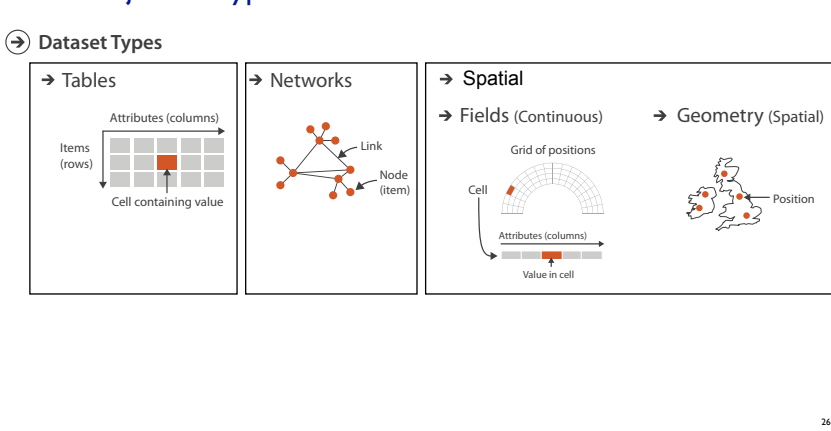 Dataset Types
Tables
Attributes (columns)
Items
(rows)
Cell containing value
Networks
Link
Node
(item)
Spatial
Fields (Continuous)
Grid of positions
Cell
Attributes (columns)
Value in cell
Geometry (Spatial)
Position
26